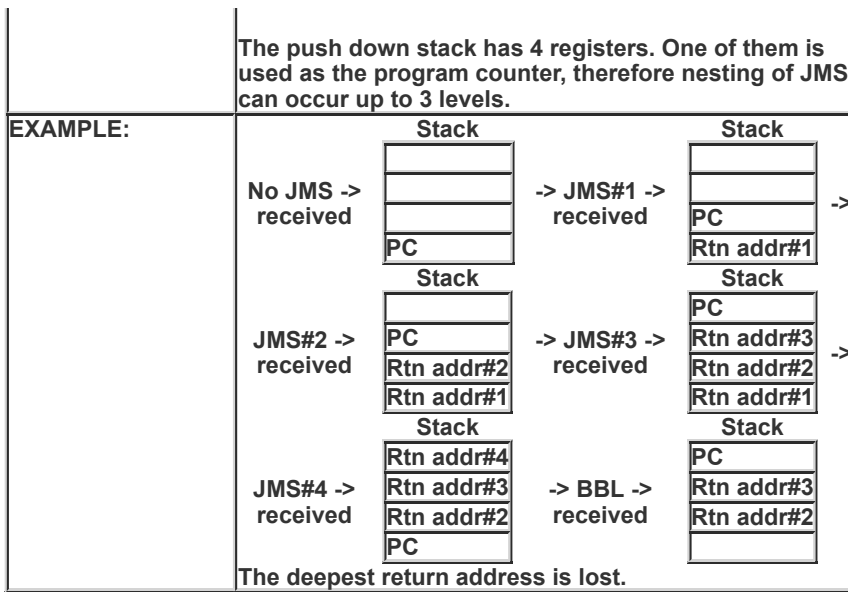 The push down stack has 4 registers. One of them is
used as the program counter, therefore nesting of JMS
can occur up to 3 levels.
EXAMPLE:
Stack
No JMS ->
received
PC
-> JMS#1 ->
received
Stack
PC
Rtn addr#1
->
JMS#2 ->
received
Stack
PC
Rtn addr#2
Rtn addr#1
-> JMS#3 ->
received
Stack
PC
Rtn addr#3
Rtn addr#2
Rtn addr#1
->
JMS#4 ->
received
Stack
Rtn addr#4
Rtn addr#3
Rtn addr#2
PC
-> BBL ->
received
Stack
PC
Rtn addr#3
Rtn addr#2
The deepest return address is lost.